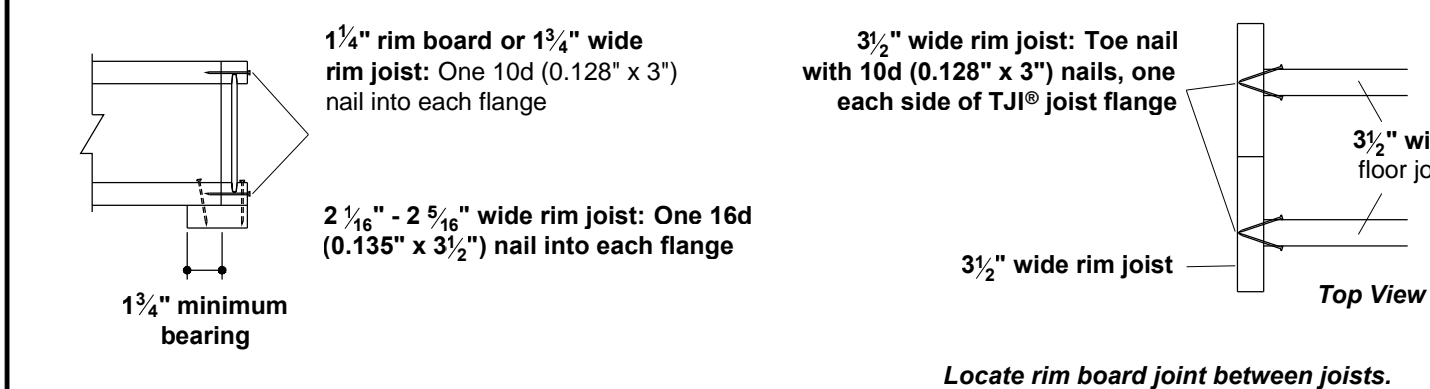 1¼" rim board or 1¾" wide
rim joist: One 10d (0.128" x 3")
nail into each flange
2 1⁄16" - 2 5⁄16" wide rim joist: One 16d
(0.135" x 3½") nail into each flange
1¾" minimum
bearing
3½" wide rim joist: Toe nail
with 10d (0.128" x 3") nails, one
each side of TJI® joist flange
3½"
floor
3½" wide rim joist
Top View
Locate rim board joint between joists.